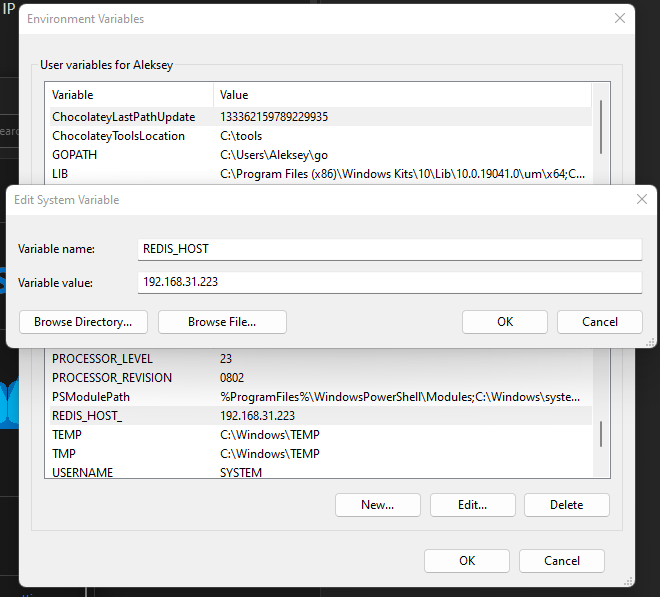 IP
Environment Variables
User variables for Aleksey
Variable Value
ChocolateyLastPathUpdate 133362159789229935
ChocolateyToolsLocation C:\tools
GOPATH C:\Users\Aleksey\go
LIB C:\Program Files (x86)\Windows Kits\10\Lib\10.0.19041.0\um\x64;C...
Edit System Variable
Variable name: REDIS_HOST
Variable value: 192.168.31.223
Browse Directory... Browse File... OK Cancel
PROCESSOR_LEVEL 23
PROCESSOR_REVISION 0802
PSModulePath %ProgramFiles%\WindowsPowerShell\Modules;C:\Windows\syste...
REDIS_HOST_ 192.168.31.223
TEMP C:\Windows\TEMP
TMP C:\Windows\TEMP
USERNAME SYSTEM
New... Edit... Delete
OK Cancel